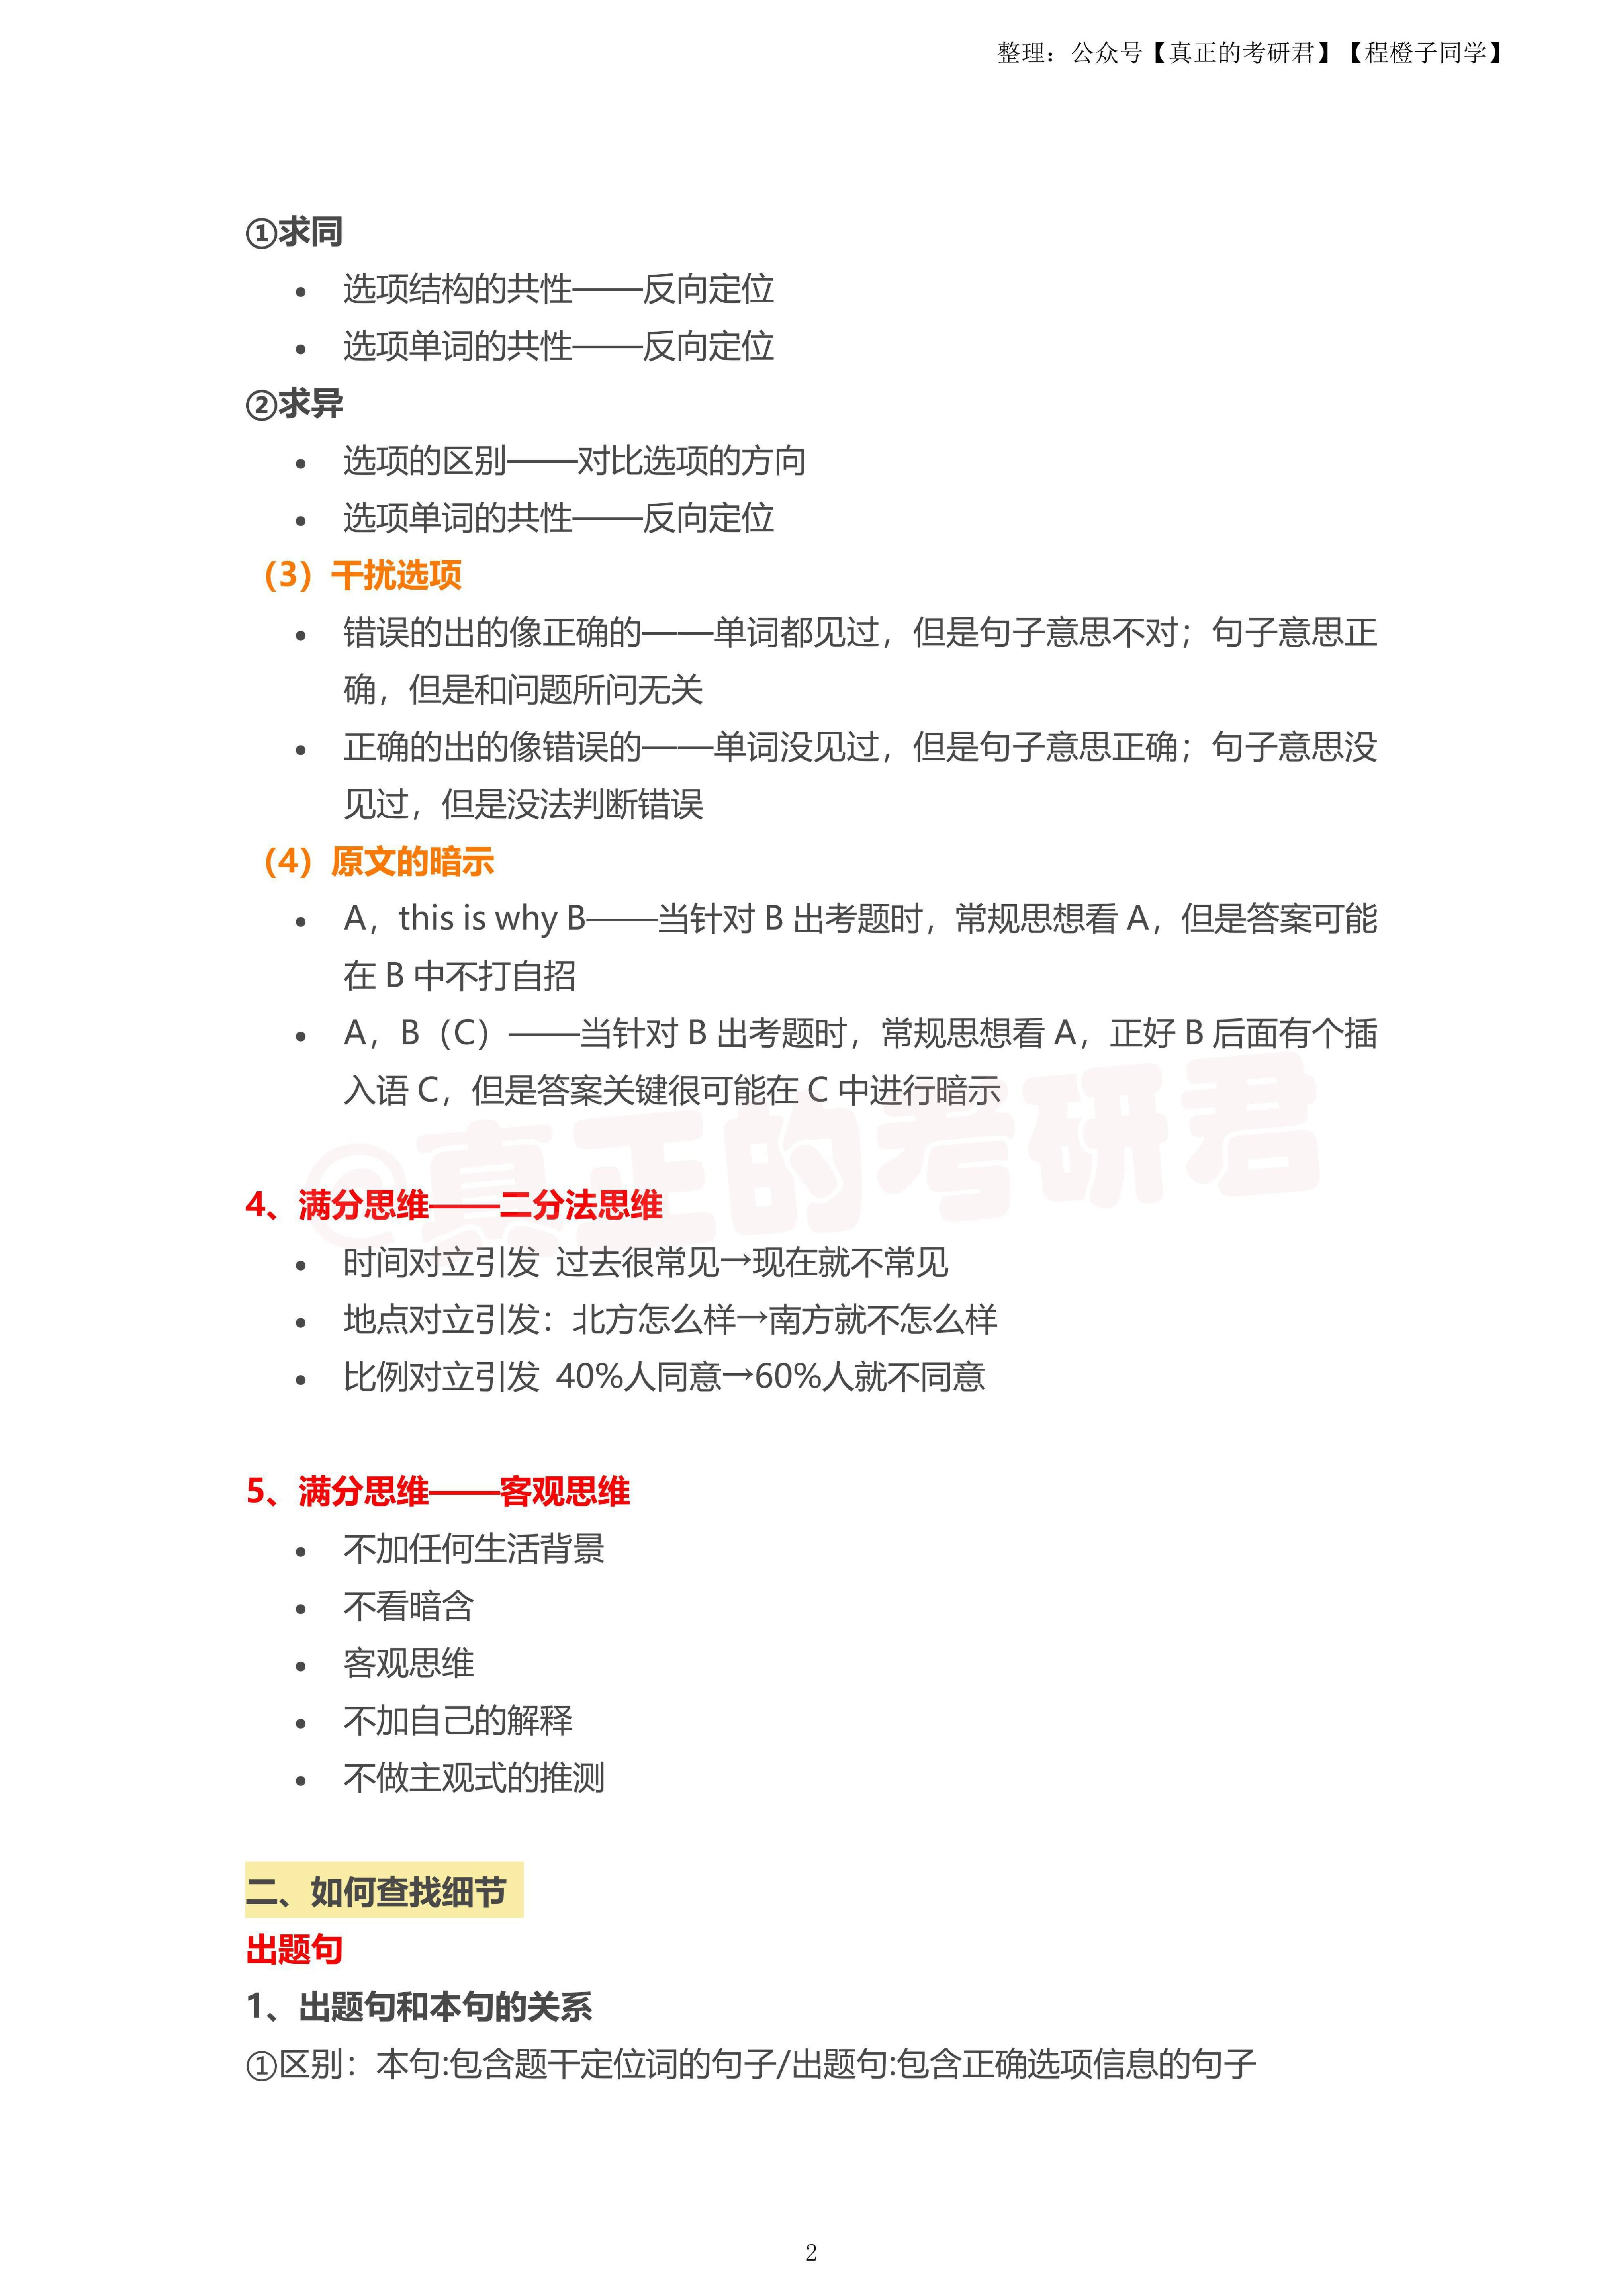 整理：公众号【真正的考研君】【程橙子同学】
①求同
• 选项结构的共性——反向定位
• 选项单词的共性——反向定位
②求异
• 选项的区别——对比选项的方向
• 选项单词的共性——反向定位
（3）干扰选项
• 错误的出的像正确的——单词都见过，但是句子意思不对；句子意思正
确，但是和问题所问无关
• 正确的出的像错误的——单词没见过，但是句子意思正确；句子意思没
见过，但是没法判断错误
（4）原文的暗示
• A，this is why B——当针对 B 出考题时，常规思想看 A，但是答案可能
在 B 中不打自招
• A，B（C）——当针对 B 出考题时，常规思想看 A，正好 B 后面有个插
入语 C，但是答案关键很可能在 C 中进行暗示
@真正的考研君
4、满分思维——二分法思维
• 时间对立引发 过去很常见→现在就不常见
• 地点对立引发：北方怎么样→南方就不怎么样
• 比例对立引发 40%人同意→60%人就不同意
5、满分思维——客观思维
• 不加任何生活背景
• 不看暗含
• 客观思维
• 不加自己的解释
• 不做主观式的推测
二、如何查找细节
出题句
1、出题句和本句的关系
①区别：本句:包含题干定位词的句子/出题句:包含正确选项信息的句子
2